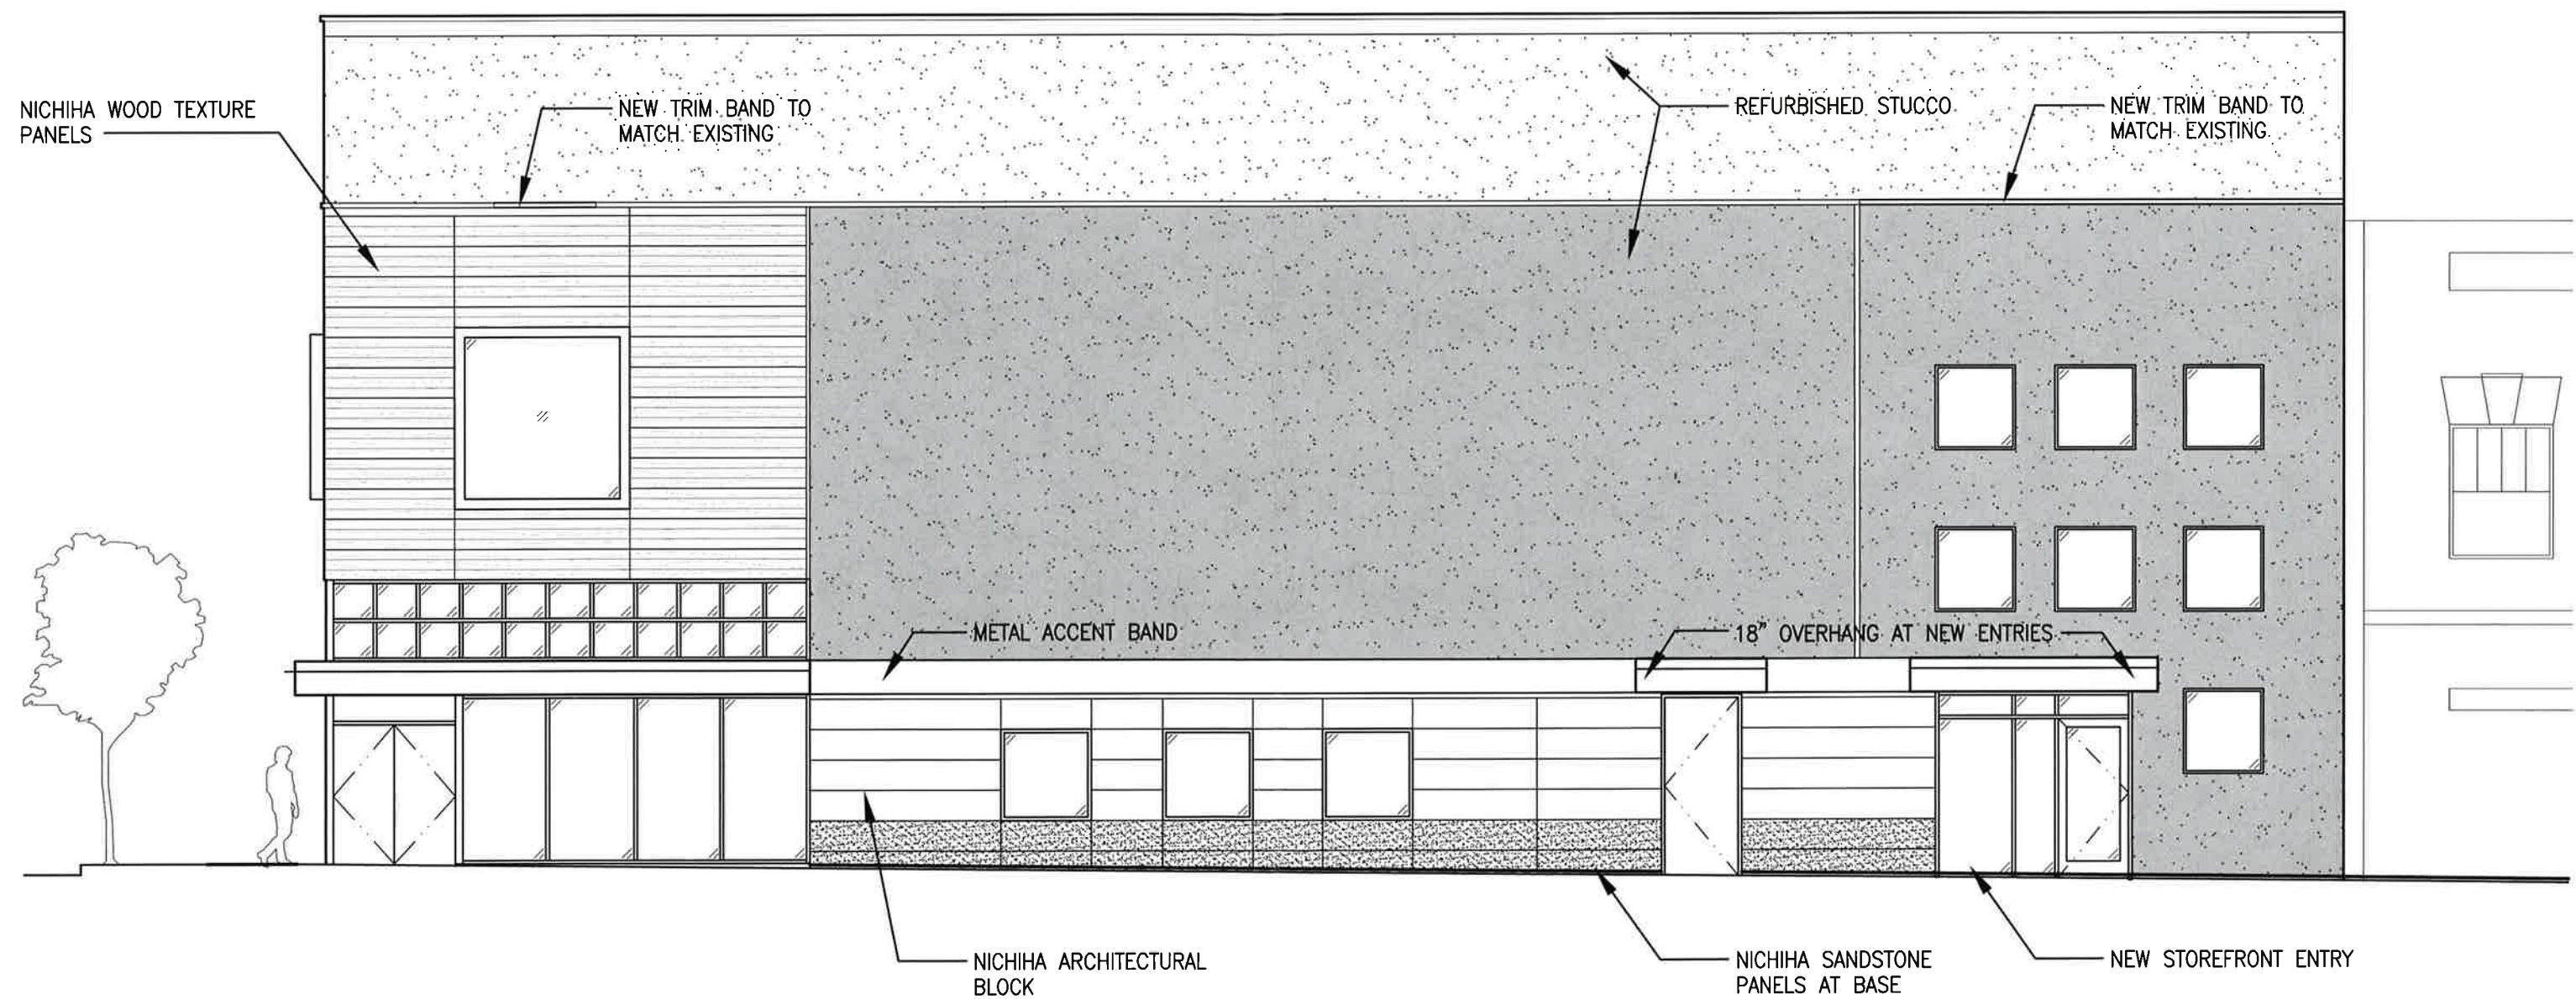 NICHIHA WOOD TEXTURE
PANELS
NEW TRIM BAND TO
MATCH EXISTING
REFURBISHED STUCCO
NEW TRIM BAND TO
MATCH EXISTING
METAL ACCENT BAND
18" OVERHANG AT NEW ENTRIES
NICHIHA ARCHITECTURAL
BLOCK
NICHIHA SANDSTONE
PANELS AT BASE
NEW STOREFRONT ENTRY